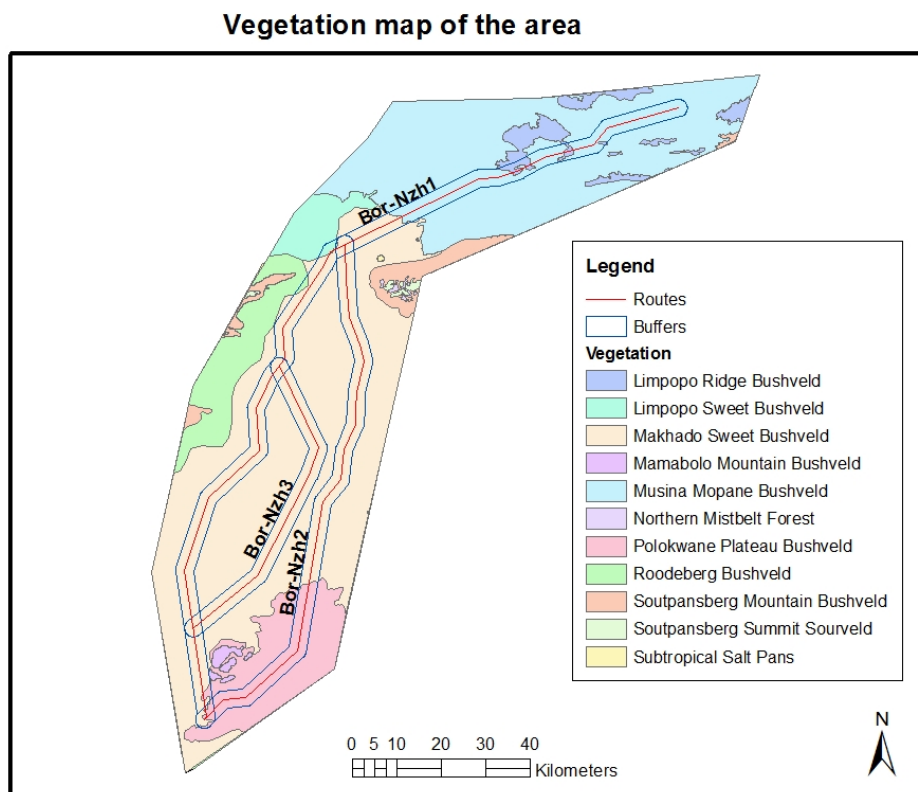 Vegetation map of the area
Bor-Nzh1
Bor-Nzh3
Bor-Nzh2
Legend
Routes
Buffers
Vegetation
Limpopo Ridge Bushveld
Limpopo Sweet Bushveld
Makhado Sweet Bushveld
Mamabolo Mountain Bushveld
Musina Mopane Bushveld
Northern Mistbelt Forest
Polokwane Plateau Bushveld
Roodeberg Bushveld
Soutpansberg Mountain Bushveld
Soutpansberg Summit Sourveld
Subtropical Salt Pans
N
0 5 10 20 30 40
Kilometers